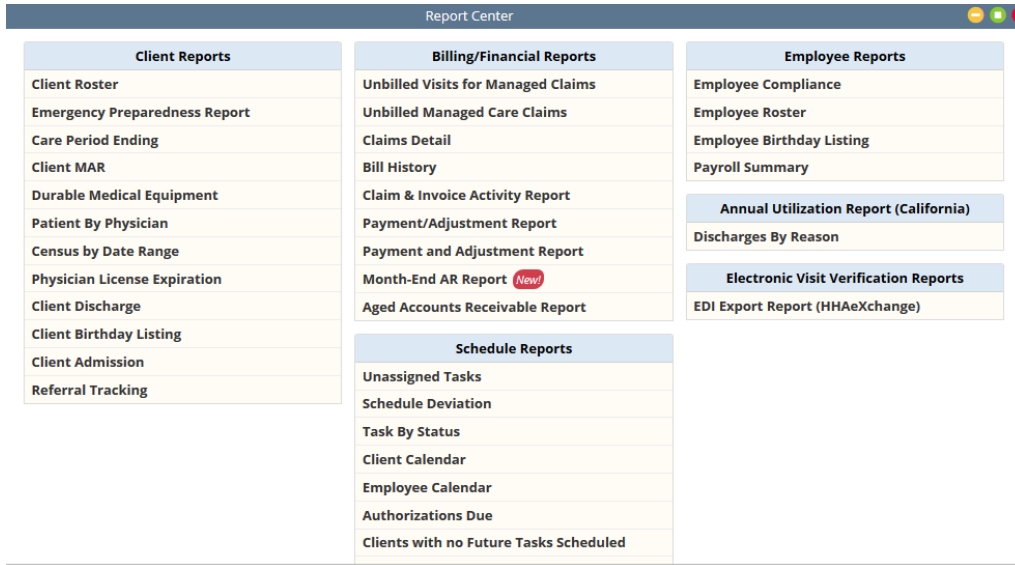 Report Center
Client Reports
Client Roster
Emergency Preparedness Report
Care Period Ending
Client MAR
Durable Medical Equipment
Patient By Physician
Census by Date Range
Physician License Expiration
Client Discharge
Client Birthday Listing
Client Admission
Referral Tracking
Billing/Financial Reports
Unbilled Visits for Managed Claims
Unbilled Managed Care Claims
Claims Detail
Bill History
Claim & Invoice Activity Report
Payment/Adjustment Report
Payment and Adjustment Report
Month-End AR Report New!
Aged Accounts Receivable Report
Schedule Reports
Unassigned Tasks
Schedule Deviation
Task By Status
Client Calendar
Employee Calendar
Authorizations Due
Clients with no Future Tasks Scheduled
Employee Reports
Employee Compliance
Employee Roster
Employee Birthday Listing
Payroll Summary
Annual Utilization Report (California)
Discharges By Reason
Electronic Visit Verification Reports
EDI Export Report (HHAeXchange)